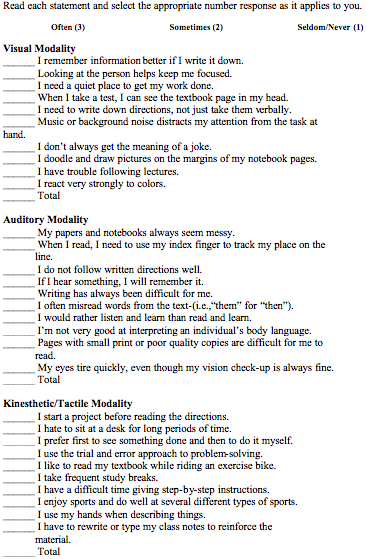 Read each statement and select the appropriate number response as it applies to you.
Often (3) Sometimes (2) Seldom/Never (1)
Visual Modality
______ I remember information better if I write it down.
______ Looking at the person helps keep me focused.
______ I need a quiet place to get my work done.
______ When I take a test, I can see the textbook page in my head.
______ I need to write down directions, not just take them verbally.
______ Music or background noise distracts my attention from the task at
hand.
______ I don't always get the meaning of a joke.
______ I doodle and draw pictures on the margins of my notebook pages.
______ I have trouble following lectures.
______ I react very strongly to colors.
______ Total
Auditory Modality
______ My papers and notebooks always seem messy.
______ When I read, I need to use my index finger to track my place on the
line.
______ I do not follow written directions well.
______ If I hear something, I will remember it.
______ Writing has always been difficult for me.
______ I often misread words from the text-(i.e.,"them" for "then").
______ I would rather listen and learn than read and learn.
______ I'm not very good at interpreting an individual's body language.
______ Pages with small print or poor quality copies are difficult for me to
read.
______ My eyes tire quickly, even though my vision check-up is always fine.
______ Total
Kinesthetic/Tactile Modality
______ I start a project before reading the directions.
______ I hate to sit at a desk for long periods of time.
______ I prefer first to see something done and then to do it myself.
______ I use the trial and error approach to problem-solving.
______ I like to read my textbook while riding an exercise bike.
______ I take frequent study breaks.
______ I have a difficult time giving step-by-step instructions.
______ I enjoy sports and do well at several different types of sports.
______ I use my hands when describing things.
______ I have to rewrite or type my class notes to reinforce the
material.
______ Total